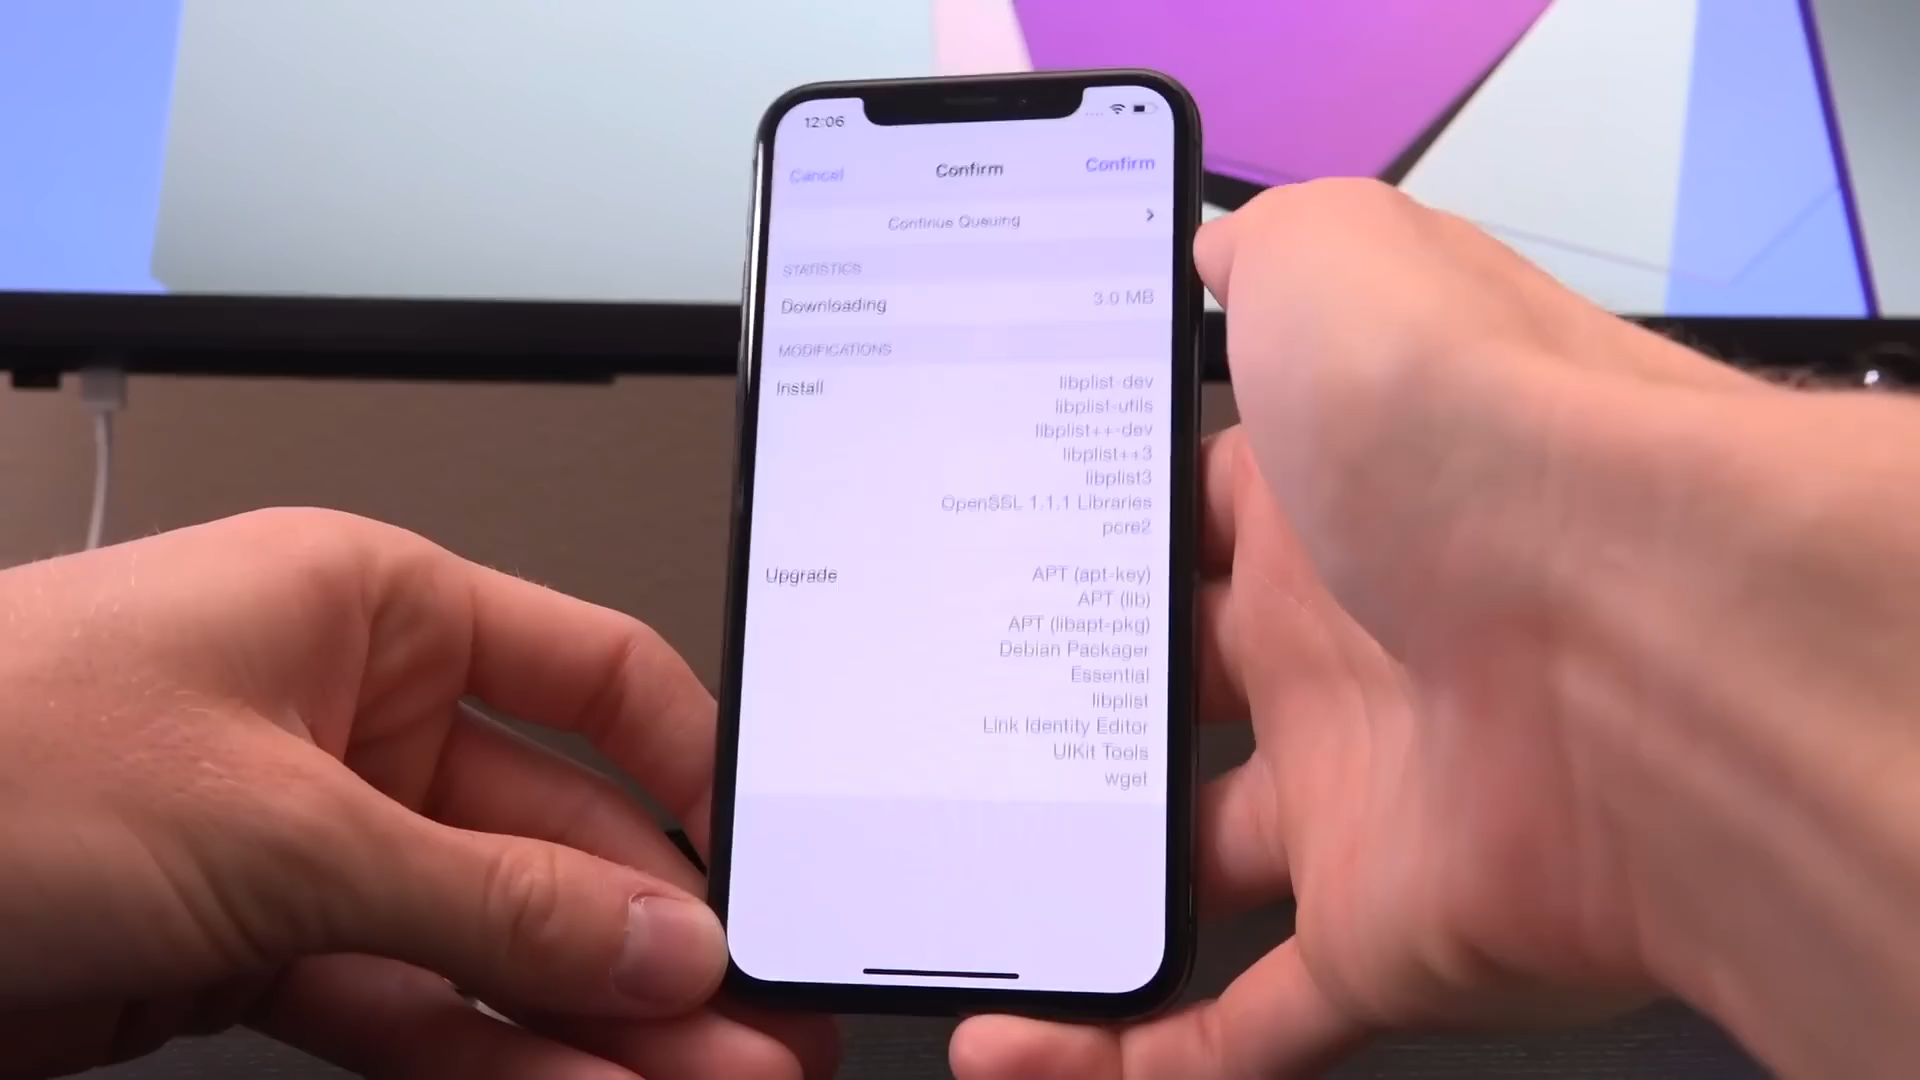 12:06
Cancel Confirm Confirm
Continue Queuing
STATISTICS
Downloading 3.0 MB
MODIFICATIONS
Install libplist-dev
libplist-utils
libplist++-dev
libplist++3
libplist3
OpenSSL 1.1.1 Libraries
pcre2
Upgrade APT (apt-key)
APT (lib)
APT (libapt-pkg)
Debian Packager
Essential
libplist
Link Identity Editor
UIKit Tools
wget